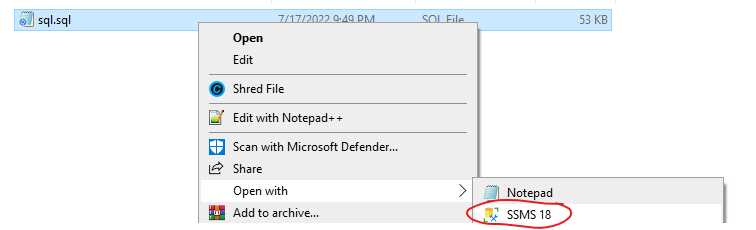 sql.sql 7/17/2022 9:49 PM SQL File 53 KB
Open
Edit
Shred File
Edit with Notepad++
Scan with Microsoft Defender...
Share
Open with
Notepad
Add to archive...
SSMS 18